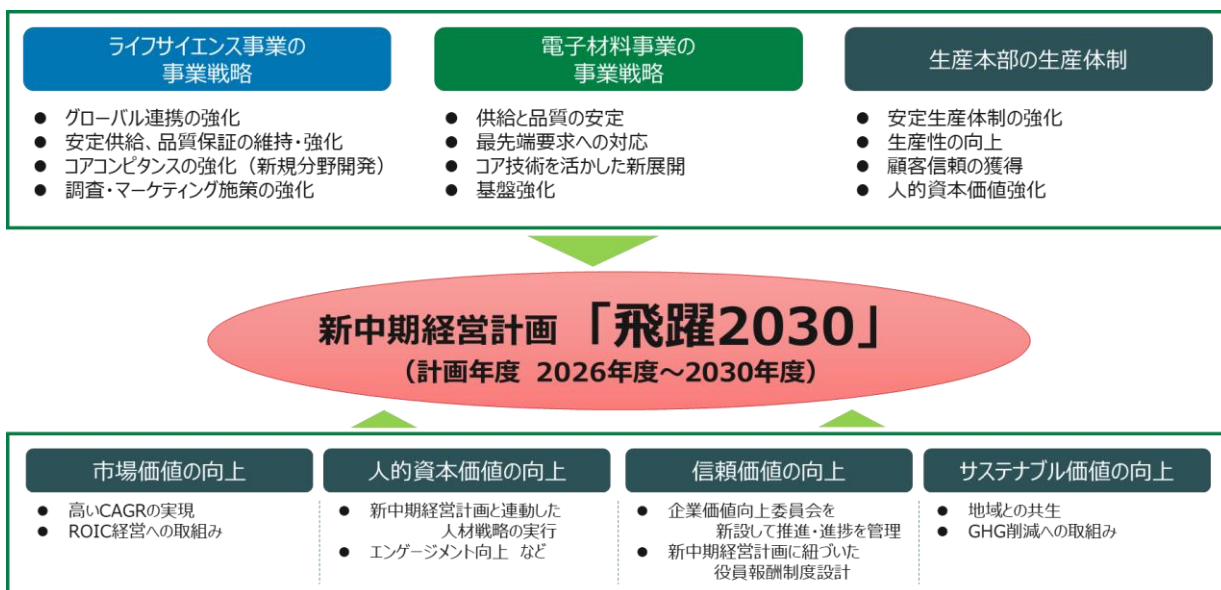 ライフサイエンス事業の
事業戦略
● グローバル連携の強化
● 安定供給、品質保証の維持・強化
● コアコンピタンスの強化（新規分野開発）
● 調査・マーケティング施策の強化
電子材料事業の
事業戦略
● 供給と品質の安定
● 最先端要求への対応
● コア技術を活かした新展開
● 基盤強化
生産本部の生産体制
● 安定生産体制の強化
● 生産性の向上
● 顧客信頼の獲得
● 人的資本価値強化
新中期経営計画「飛躍2030」
（計画年度 2026年度～2030年度）
市場価値の向上
● 高いCAGRの実現
● ROIC経営への取組み
人的資本価値の向上
● 新中期経営計画と連動した
人材戦略の実行
● エンゲージメント向上 など
信頼価値の向上
● 企業価値向上委員会を
新設して推進・進捗を管理
● 新中期経営計画に紐づいた
役員報酬制度設計
サステナブル価値の向上
● 地域との共生
● GHG削減への取組み